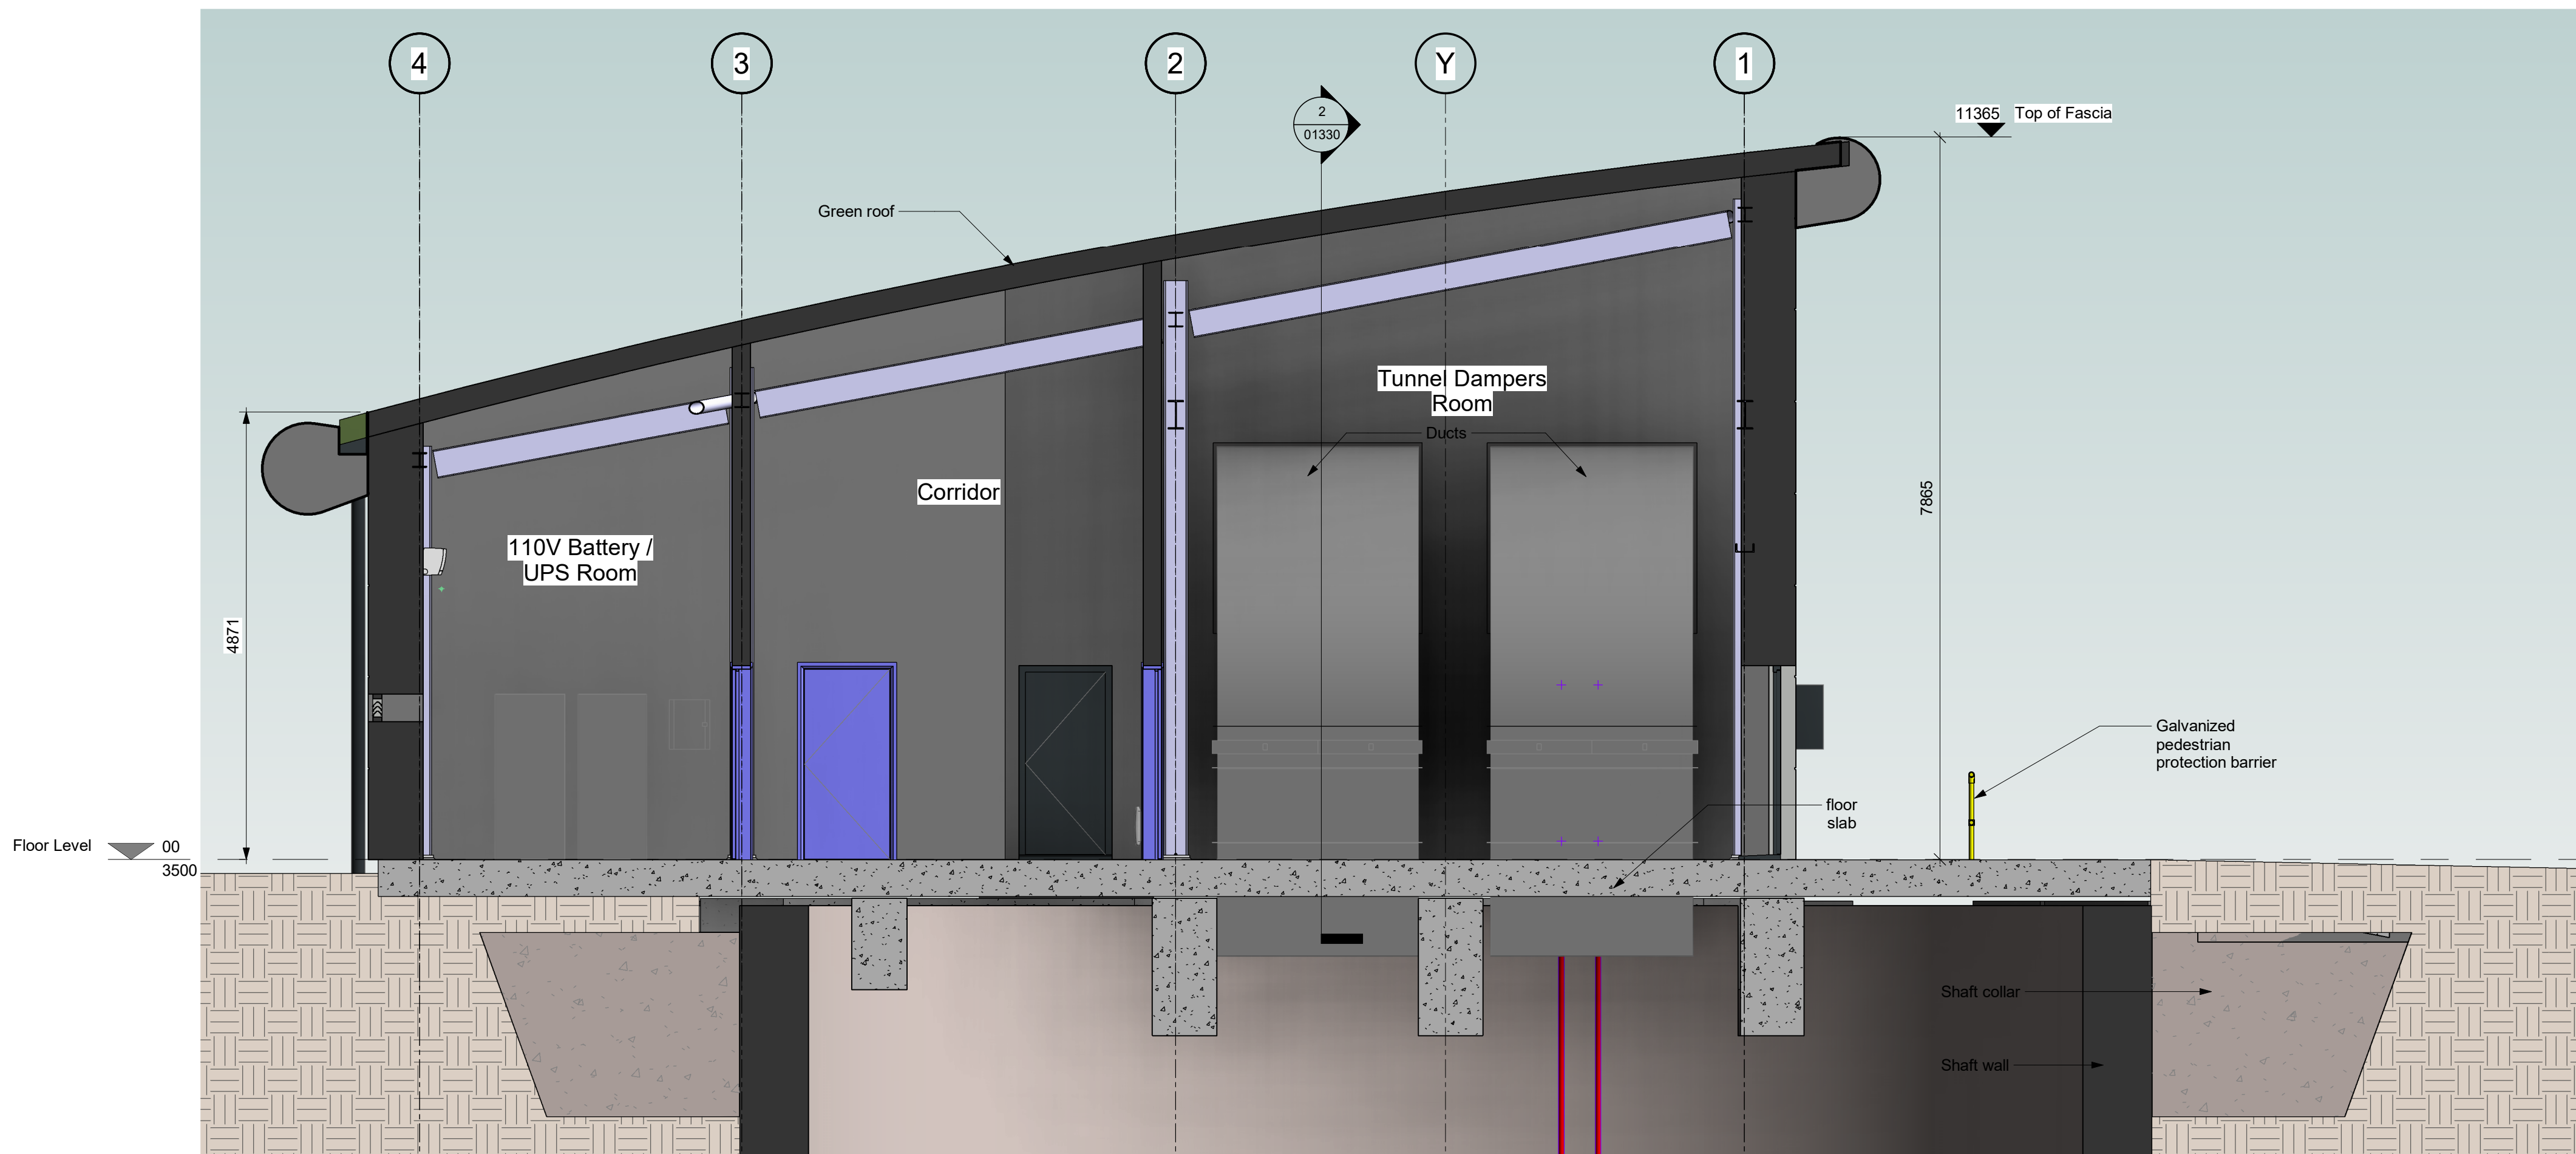 4
3
2
Y
1
2
01330
11365 Top of Fascia
Green roof
Tunnel Dampers
Room
Ducts
Corridor
110V Battery /
UPS Room
4871
7865
Galvanized
pedestrian
protection barrier
floor
slab
Floor Level
00
3500
Shaft collar
Shaft wall